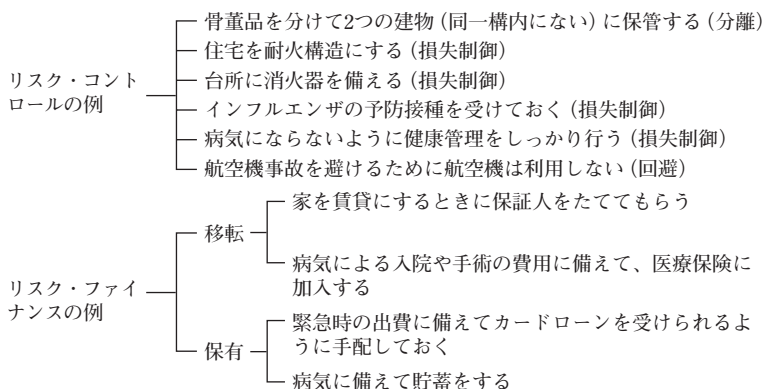 骨董品を分けて2つの建物(同一構内にない)に保管する(分離)
住宅を耐火構造にする(損失制御)
リスク・コント
ロールの例
台所に消火器を備える(損失制御)
インフルエンザの予防接種を受けておく(損失制御)
病気にならないように健康管理をしっかり行う(損失制御)
航空機事故を避けるために航空機は利用しない(回避)
リスク・ファイ
ナンスの例
移転
家を賃貸にするときに保証人をたててもらう
病気による入院や手術の費用に備えて、医療保険に
加入する
保有
緊急時の出費に備えてカードローンを受けられるよ
うに手配しておく
病気に備えて貯蓄をする